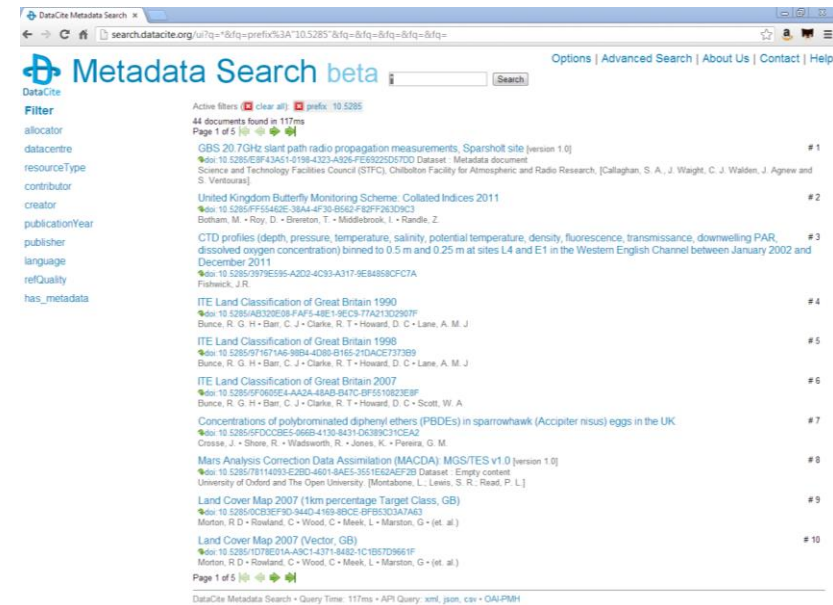 DataCite Metadata Search
search.datacite.org/ui?q=*&fq=prefix%3A"10.5285"&fq=&fq=&fq=&fq=&fq=
Options | Advanced Search | About Us | Contact | Help
DataCite
Metadata Search beta
Search
Filter
allocator
datacentre
resourceType
contributor
creator
publicationYear
publisher
language
refQuality
has_metadata
Active filters (clear all): prefix: 10.5285
44 documents found in 117ms
Page 1 of 5
GBS 20.7GHz slant path radio propagation measurements, Sparsholt site [version 1.0] # 1
doi:10.5285/E8F43A51-0198-4323-A926-FE69225D57DD Dataset : Metadata document
Science and Technology Facilities Council (STFC), Chilbolton Facility for Atmospheric and Radio Research, [Callaghan, S. A., J. Waight, C. J. Walden, J. Agnew and
S. Ventouras].
United Kingdom Butterfly Monitoring Scheme: Collated Indices 2011 # 2
doi:10.5285/FF55462E-38A4-4F30-B562-F82FF263D9C3
Botham, M. • Roy, D. • Brereton, T. • Middlebrook, I. • Randle, Z.
CTD profiles (depth, pressure, temperature, salinity, potential temperature, density, fluorescence, transmissance, downwelling PAR, # 3
dissolved oxygen concentration) binned to 0.5 m and 0.25 m at sites L4 and E1 in the Western English Channel between January 2002 and
December 2011
doi:10.5285/3979E595-A2D2-4C93-A317-9E84858CFC7A
Fishwick, J.R.
ITE Land Classification of Great Britain 1990 # 4
doi:10.5285/AB320E08-FAF5-48E1-9EC9-77A213D2907F
Bunce, R. G. H • Barr, C. J • Clarke, R. T • Howard, D. C • Lane, A. M. J
ITE Land Classification of Great Britain 1998 # 5
doi:10.5285/971671A6-98B4-4D80-B165-21DACE7373B9
Bunce, R. G. H • Barr, C. J • Clarke, R. T • Howard, D. C • Lane, A. M. J
ITE Land Classification of Great Britain 2007 # 6
doi:10.5285/5F0605E4-AA2A-48AB-B47C-BF5510823E8F
Bunce, R. G. H • Barr, C. J • Clarke, R. T • Howard, D. C • Scott, W. A
Concentrations of polybrominated diphenyl ethers (PBDEs) in sparrowhawk (Accipiter nisus) eggs in the UK # 7
doi:10.5285/5FDCCBE5-066B-4130-8431-D6389C31CEA2
Crosse, J. • Shore, R. • Wadsworth, R. • Jones, K. • Pereira, G. M.
Mars Analysis Correction Data Assimilation (MACDA): MGS/TES v1.0 [version 1.0] # 8
doi:10.5285/78114093-E2BD-4601-8AE5-3551E62AEF2B Dataset : Empty content
University of Oxford and The Open University. [Montabone, L.; Lewis, S. R.; Read, P. L.]
Land Cover Map 2007 (1km percentage Target Class, GB) # 9
doi:10.5285/0CB3EF9D-944D-4169-8BCE-BFB53D3A7A63
Morton, R D • Rowland, C • Wood, C • Meek, L • Marston, G • (et. al.)
Land Cover Map 2007 (Vector, GB) # 10
doi:10.5285/1D78E01A-A9C1-4371-8482-1C1B57D9661F
Morton, R D • Rowland, C • Wood, C • Meek, L • Marston, G • (et. al.)
Page 1 of 5
DataCite Metadata Search • Query Time: 117ms • API Query: xml, json, csv • OAI-PMH